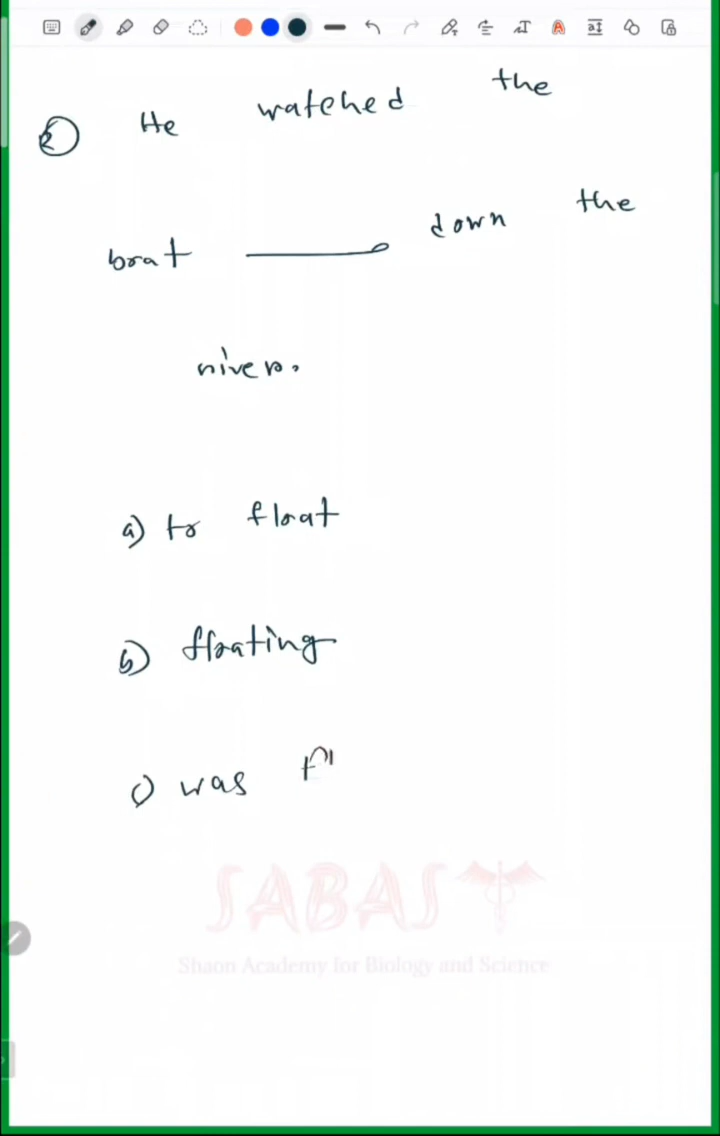 ② He watched the
boat ______ down the
river.
a) to float
b) floating
c) was fl
SABAS
Shaon Academy for Biology and Science